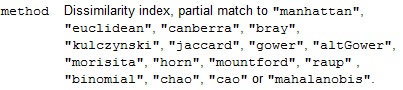 method Dissimilarity index, partial match to "manhattan",
"euclidean", "canberra", "bray",
"kulczynski", "jaccard", "gower", "altGower",
"morisita", "horn", "mountford", "raup" ,
"binomial", "chao", "cao" or "mahalanobis".